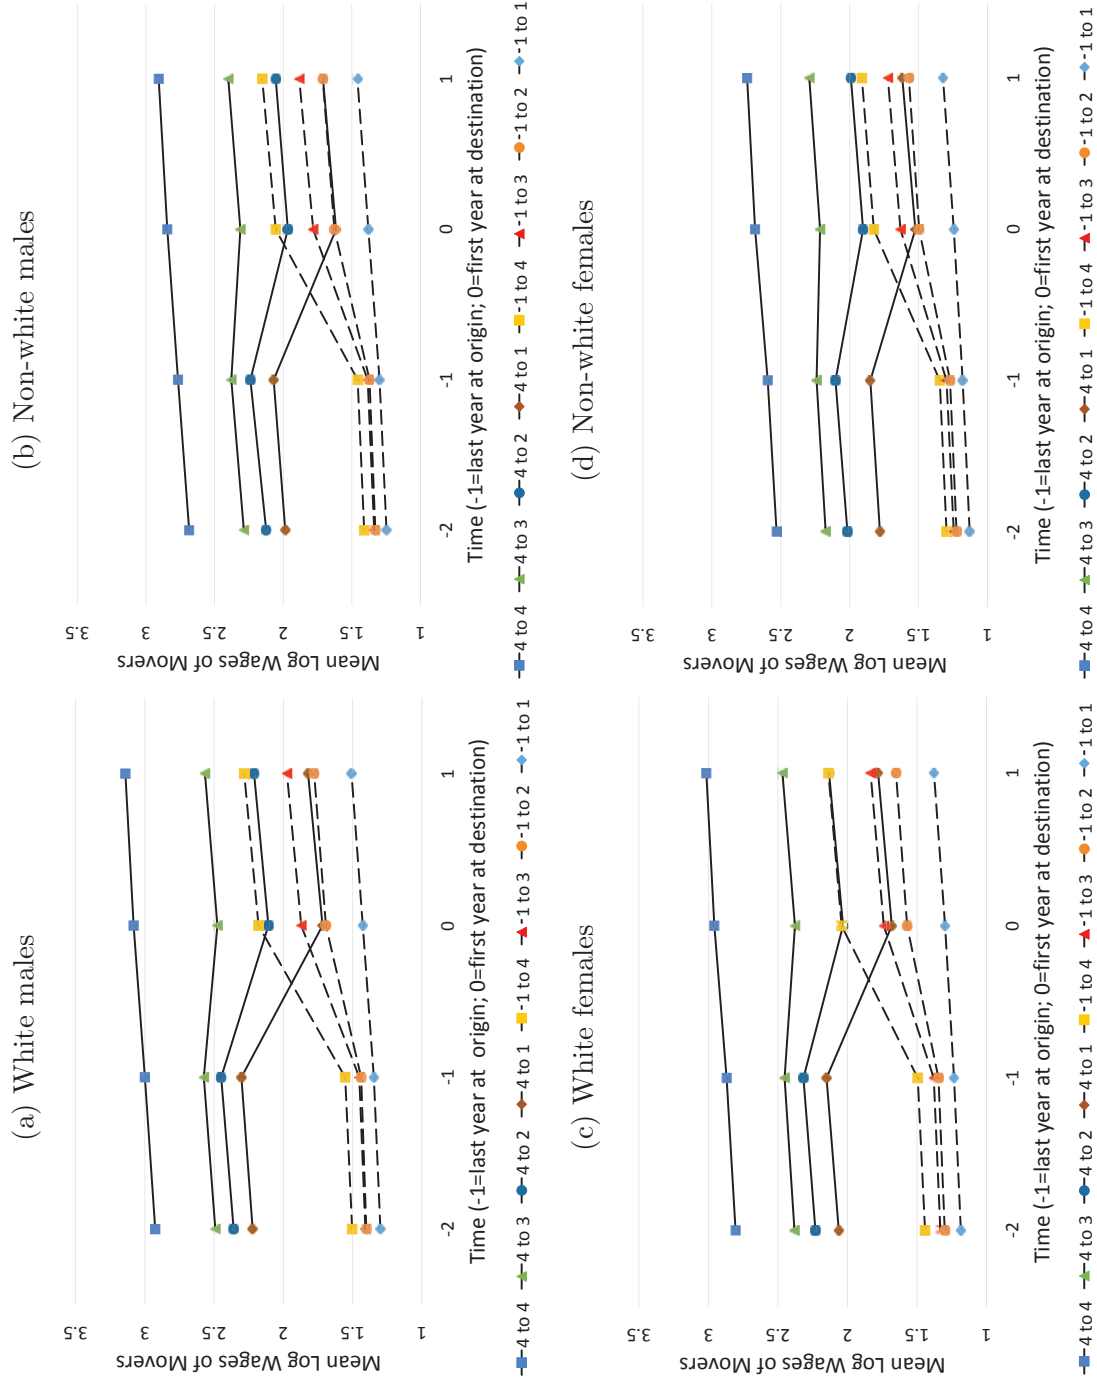 (a) White males
Mean Log Wages of Movers
3.5
3
2.5
2
1.5
1
-2
-1
0
1
Time (-1=last year at origin; 0=first year at destination)
4 to 4
4 to 3
4 to 2
4 to 1
1 to 4
1 to 3
1 to 2
1 to 1
(b) Non-white males
Mean Log Wages of Movers
3.5
3
2.5
2
1.5
1
-2
-1
0
1
Time (-1=last year at origin; 0=first year at destination)
4 to 4
4 to 3
4 to 2
4 to 1
1 to 4
1 to 3
1 to 2
1 to 1
(c) White females
Mean Log Wages of Movers
3.5
3
2.5
2
1.5
1
-2
-1
0
1
Time (-1=last year at origin; 0=first year at destination)
4 to 4
4 to 3
4 to 2
4 to 1
1 to 4
1 to 3
1 to 2
1 to 1
(d) Non-white females
Mean Log Wages of Movers
3.5
3
2.5
2
1.5
1
-2
-1
0
1
Time (-1=last year at origin; 0=first year at destination)
4 to 4
4 to 3
4 to 2
4 to 1
1 to 4
1 to 3
1 to 2
1 to 1